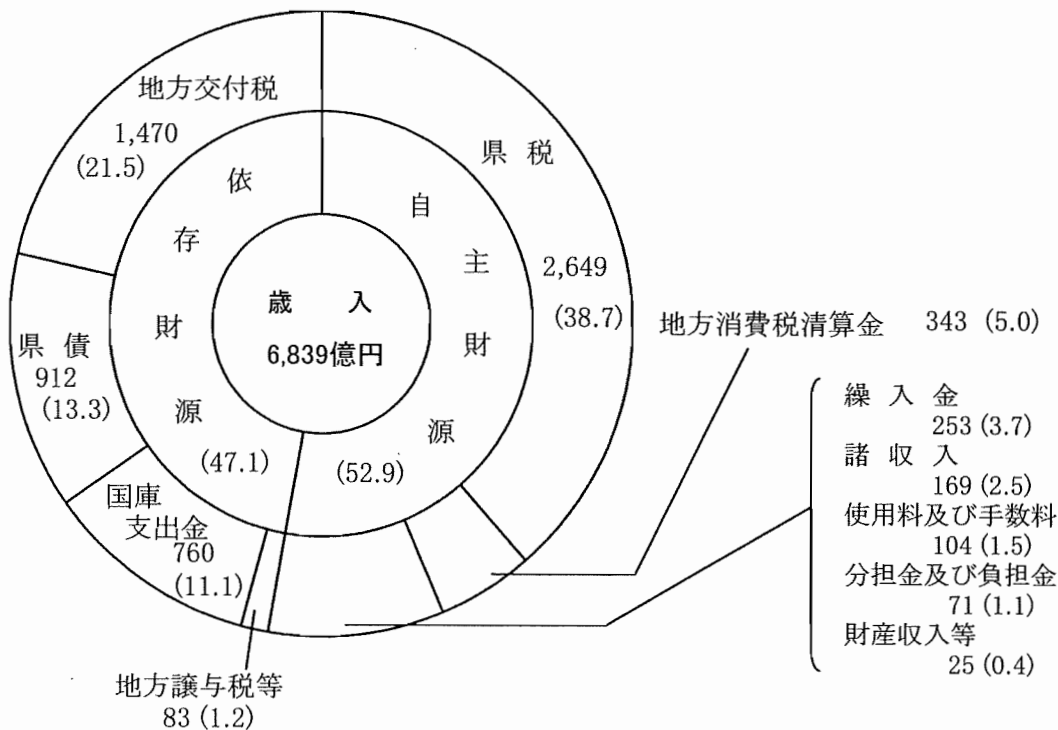 地方交付税
1,470
(21.5)
県債
912
(13.3)
国庫
支出金
760
(11.1)
地方譲与税等
83 (1.2)
依存財源
(47.1)
歳入
6,839億円
自主財源
(52.9)
県税
2,649
(38.7)
地方消費税清算金 343 (5.0)
繰入金
253 (3.7)
諸収入
169 (2.5)
使用料及び手数料
104 (1.5)
分担金及び負担金
71 (1.1)
財産収入等
25 (0.4)